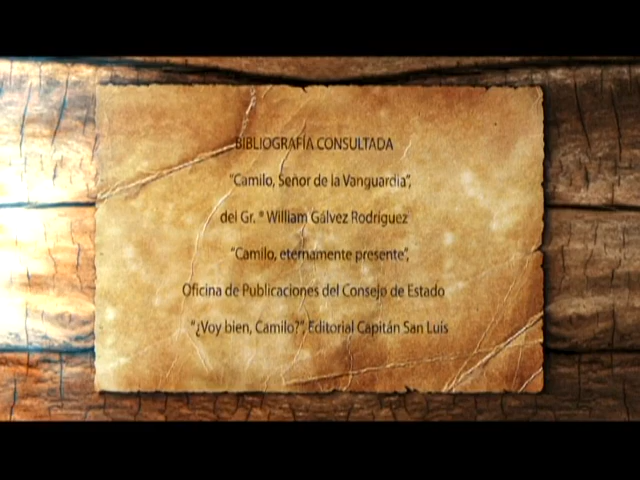 BIBLIOGRAFÍA CONSULTADA
"Camilo, Señor de la Vanguardia",
del Gr. ® William Gálvez Rodríguez
"Camilo, eternamente presente",
Oficina de Publicaciones del Consejo de Estado
"¿Voy bien, Camilo?", Editorial Capitán San Luis